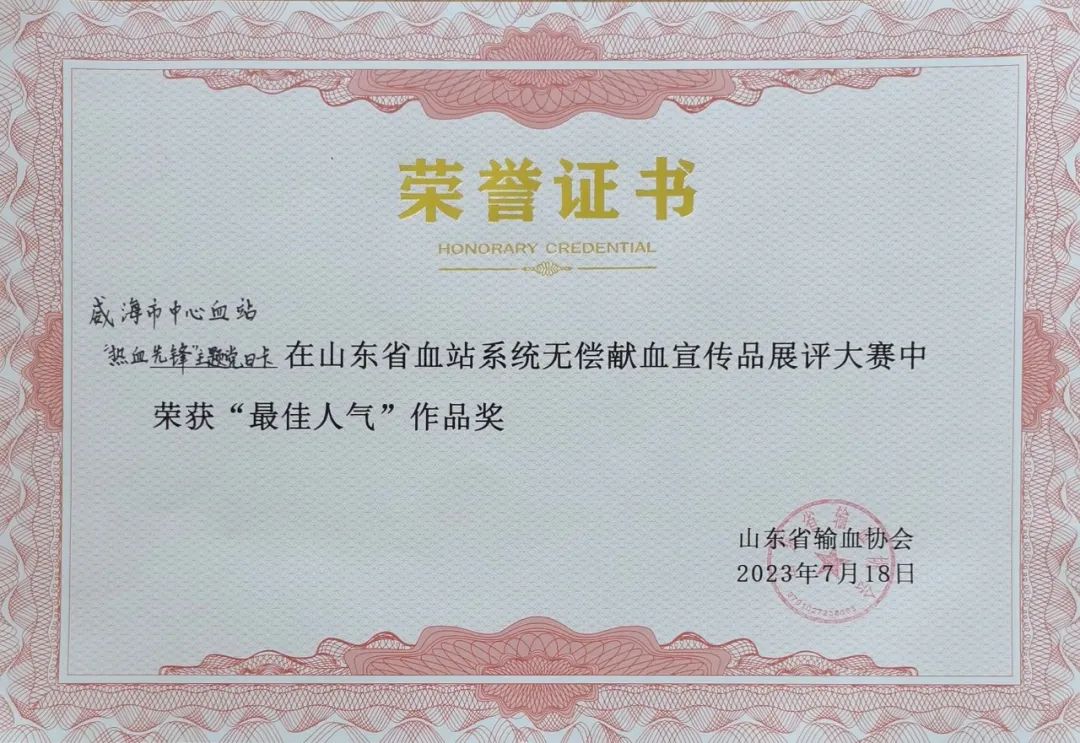 荣誉证书
HONORARY CREDENTIAL
威海市中心血站
“热血先锋”主题党日卡 在山东省血站系统无偿献血宣传品展评大赛中
荣获“最佳人气”作品奖
山东省输血协会
2023年7月18日